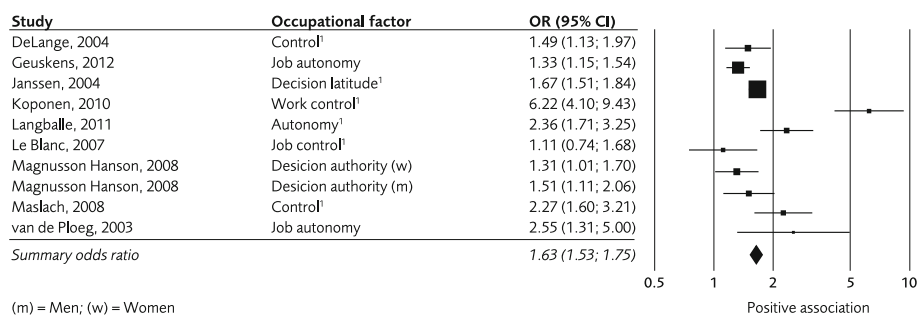 Study Occupational factor OR (95% CI)
DeLange, 2004 Control¹ 1.49 (1.13; 1.97)
Geuskens, 2012 Job autonomy 1.33 (1.15; 1.54)
Janssen, 2004 Decision latitude¹ 1.67 (1.51; 1.84)
Koponen, 2010 Work control¹ 6.22 (4.10; 9.43)
Langballe, 2011 Autonomy¹ 2.36 (1.71; 3.25)
Le Blanc, 2007 Job control¹ 1.11 (0.74; 1.68)
Magnusson Hanson, 2008 Desicion authority (w) 1.31 (1.01; 1.70)
Magnusson Hanson, 2008 Desicion authority (m) 1.51 (1.11; 2.06)
Maslach, 2008 Control¹ 2.27 (1.60; 3.21)
van de Ploeg, 2003 Job autonomy 2.55 (1.31; 5.00)
Summary odds ratio 1.63 (1.53; 1.75)
0.5 1 2 5 10
(m) = Men; (w) = Women Positive association